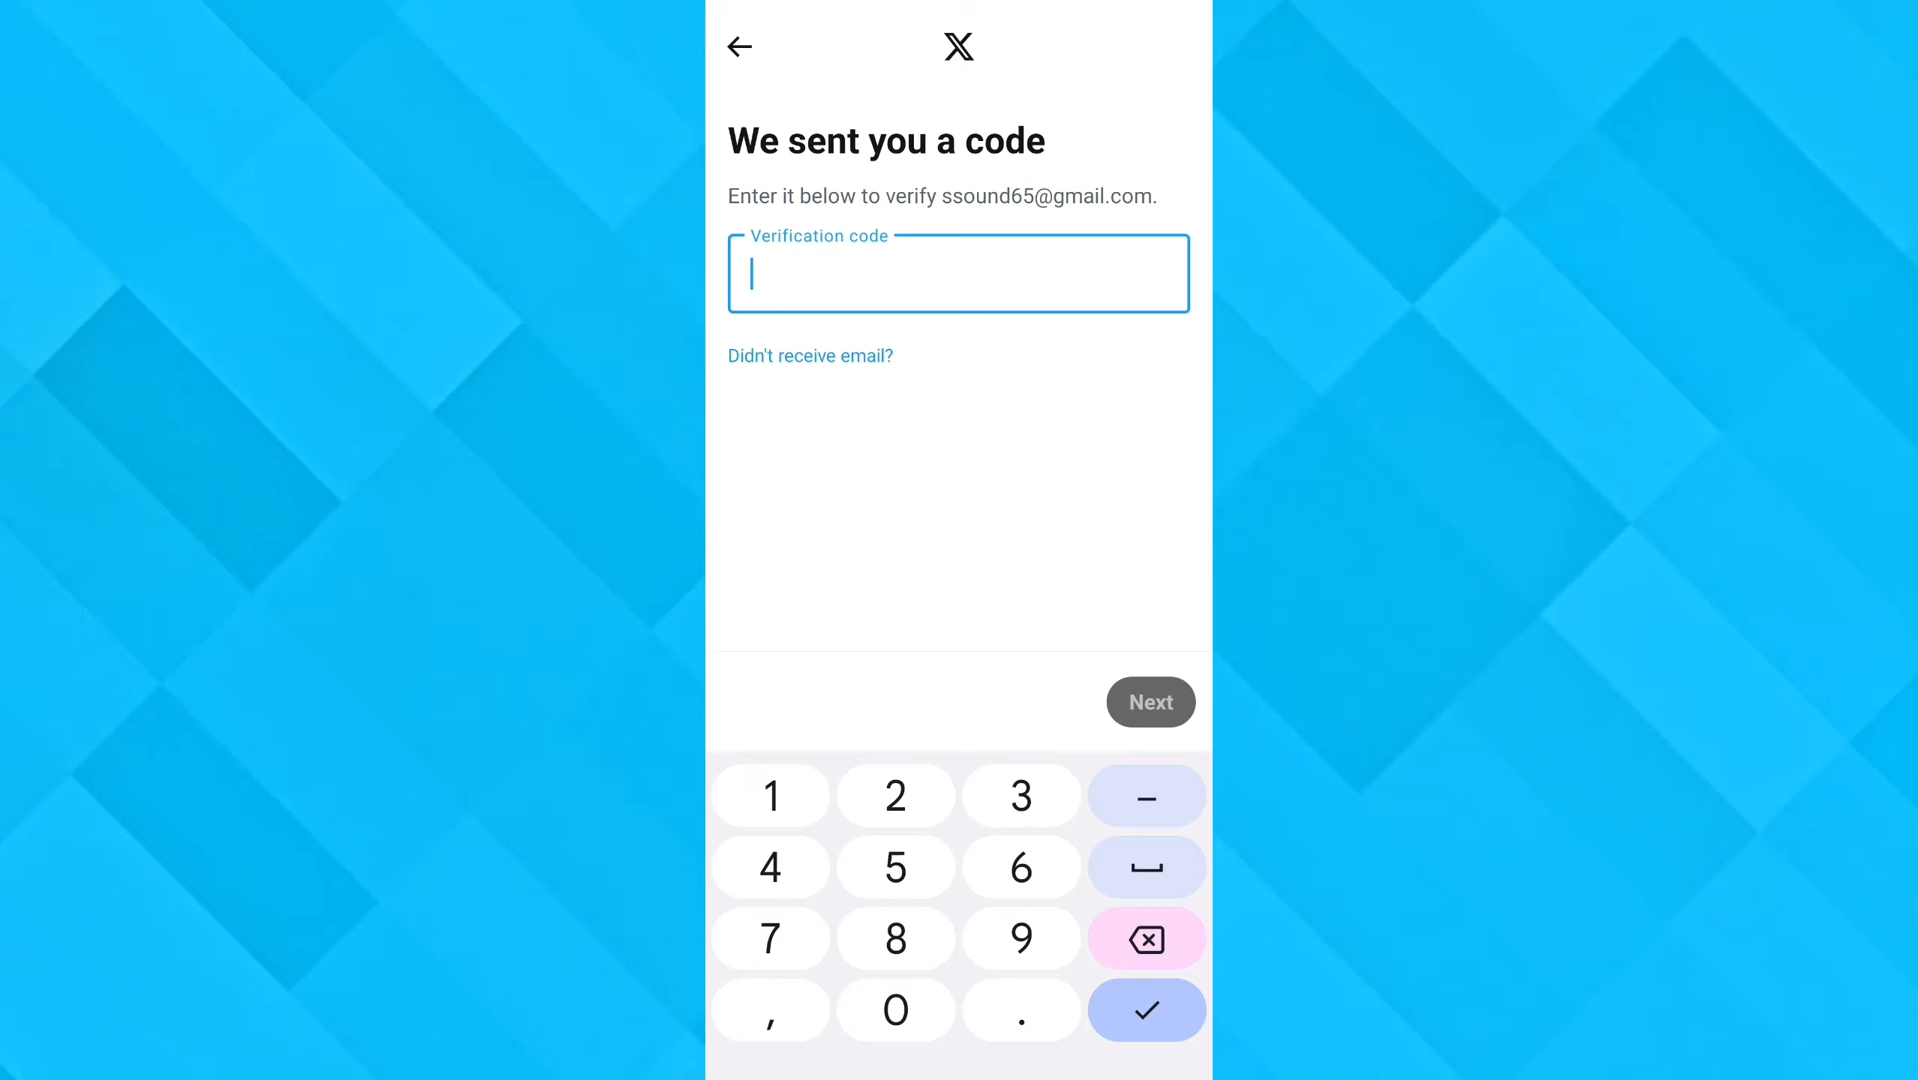 X
We sent you a code
Enter it below to verify ssound65@gmail.com.
Verification code
Didn't receive email?
Next
1 2 3 –
4 5 6
7 8 9
, 0 .